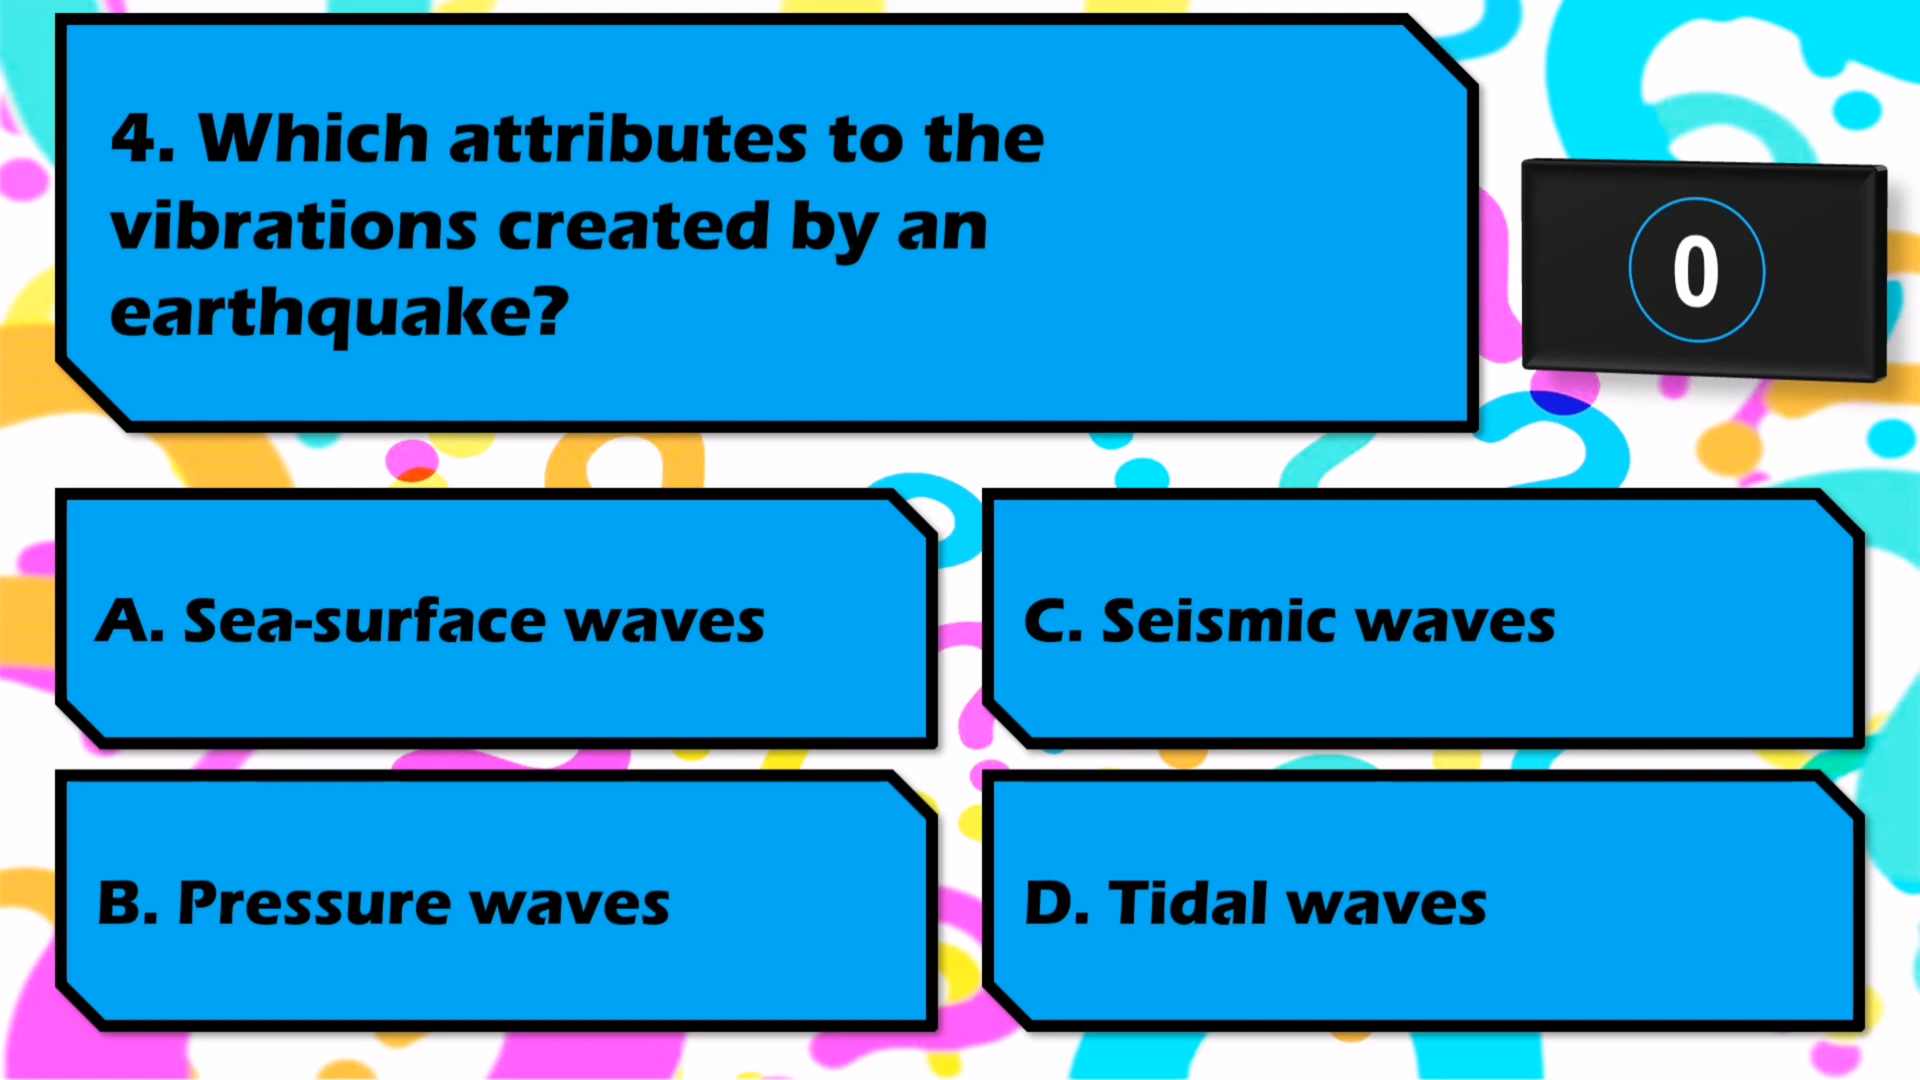 4. Which attributes to the
vibrations created by an
earthquake?
0
A. Sea-surface waves
C. Seismic waves
B. Pressure waves
D. Tidal waves